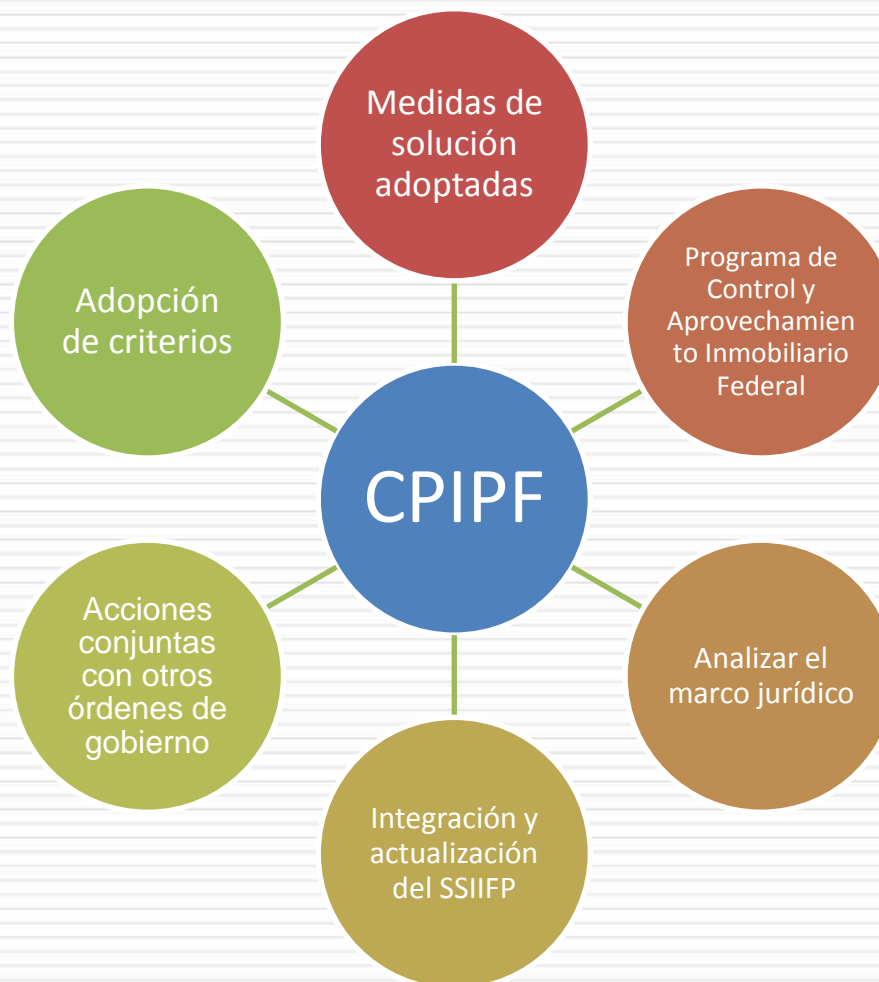 Medidas de
solución
adoptadas
Programa de
Control y
Aprovechamien
to Inmobiliario
Federal
Analizar el
marco jurídico
Integración y
actualización
del SSIIFP
Acciones
conjuntas
con otros
órdenes de
gobierno
Adopción
de criterios
CPIPF